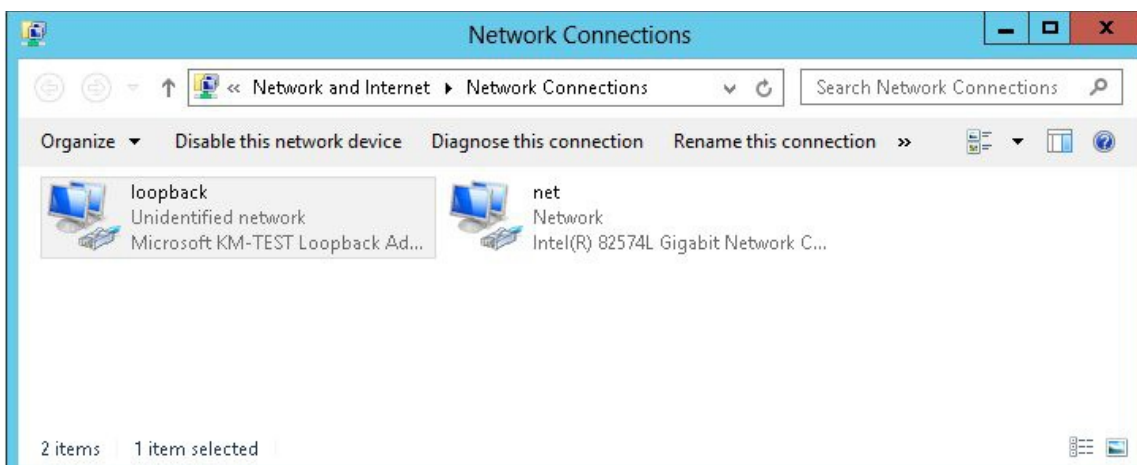 Network Connections
« Network and Internet ▸ Network Connections
Search Network Connections
Organize ▾ Disable this network device Diagnose this connection Rename this connection »
loopback
Unidentified network
Microsoft KM-TEST Loopback Ad...
net
Network
Intel(R) 82574L Gigabit Network C...
2 items 1 item selected